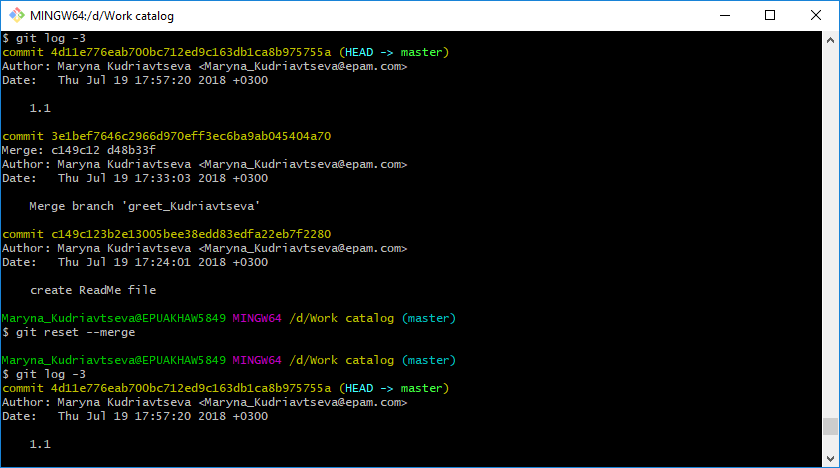 MINGW64:/d/Work catalog
$ git log -3
commit 4d11e776eab700bc712ed9c163db1ca8b975755a (HEAD -> master)
Author: Maryna Kudriavtseva <Maryna_Kudriavtseva@epam.com>
Date:   Thu Jul 19 17:57:20 2018 +0300
1.1
commit 3e1bef7646c2966d970eff3ec6ba9ab045404a70
Merge: c149c12 d48b33f
Author: Maryna Kudriavtseva <Maryna_Kudriavtseva@epam.com>
Date:   Thu Jul 19 17:33:03 2018 +0300
Merge branch 'greet_Kudriavtseva'
commit c149c123b2e13005bee38edd83edfa22eb7f2280
Author: Maryna Kudriavtseva <Maryna_Kudriavtseva@epam.com>
Date:   Thu Jul 19 17:24:01 2018 +0300
create ReadMe file
Maryna_Kudriavtseva@EPUAKHAW5849 MINGW64 /d/Work catalog (master)
$ git reset --merge
Maryna_Kudriavtseva@EPUAKHAW5849 MINGW64 /d/Work catalog (master)
$ git log -3
commit 4d11e776eab700bc712ed9c163db1ca8b975755a (HEAD -> master)
Author: Maryna Kudriavtseva <Maryna_Kudriavtseva@epam.com>
Date:   Thu Jul 19 17:57:20 2018 +0300
1.1